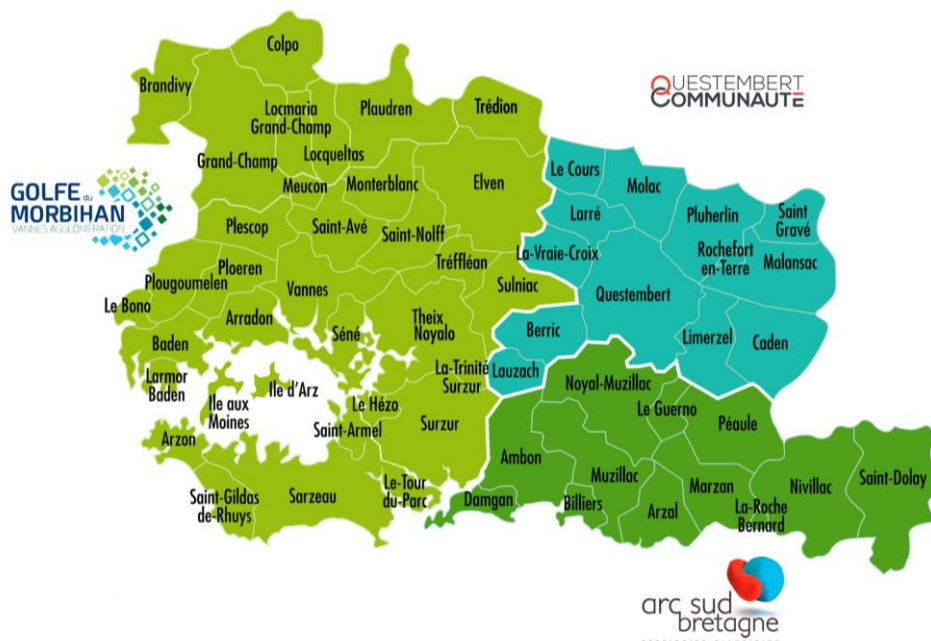 Colpo
Brandivy
QUESTEMBERT
COMMUNAUTÉ
Locmaria
Grand-Champ
Plaudren
Trédion
Grand-Champ
Locqueltas
Le Cours
Molac
GOLFE du
MORBIHAN
VANNES AGGLOMÉRATION
Meucon
Monterblanc
Elven
Larré
Pluherlin
Saint
Gravé
Plescop
Saint-Avé
Saint-Nolff
La-Vraie-Croix
Rochefort
en-Terre
Malansac
Ploeren
Tréffléan
Plougoumelen
Vannes
Sulniac
Questembert
Le Bono
Arradon
Séné
Theix
Noyalo
Berric
Limerzel
Caden
Baden
Larmor
Baden
Ile d'Arz
La-Trinité
Surzur
Lauzach
Noyal-Muzillac
Ile aux
Moines
Le Hézo
Le Guerno
Saint-Armel
Surzur
Péaule
Arzon
Ambon
Saint-Gildas
de-Rhuys
Sarzeau
Le-Tour
du-Parc
Damgan
Muzillac
Billiers
Arzal
Marzan
La-Roche
Bernard
Nivillac
Saint-Dolay
arc sud
bretagne